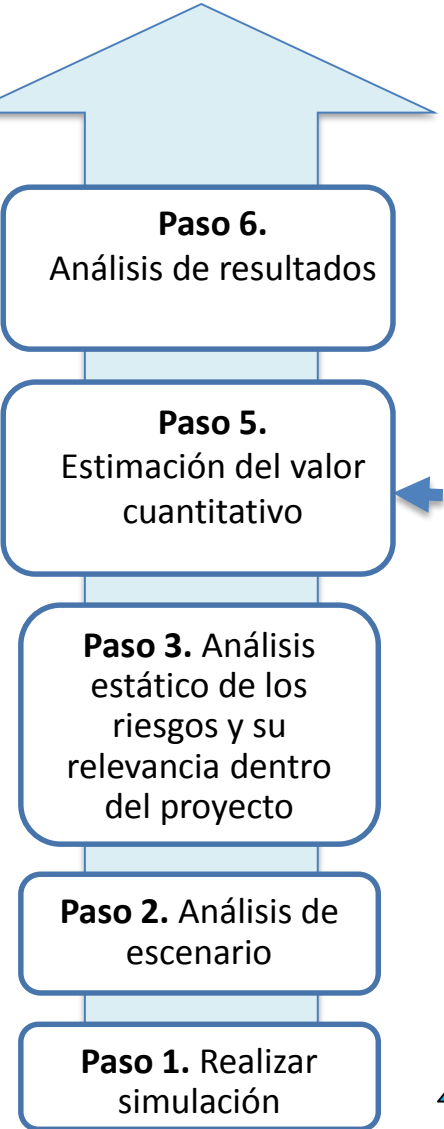 Paso 6.
Análisis de resultados
Paso 5.
Estimación del valor
cuantitativo
Paso 3. Análisis
estático de los
riesgos y su
relevancia dentro
del proyecto
Paso 2. Análisis de
escenario
Paso 1. Realizar
simulación